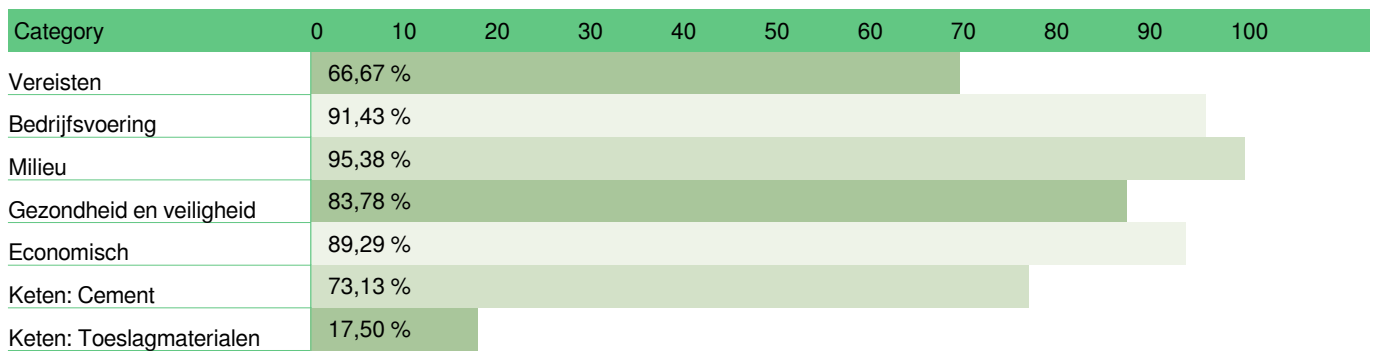 Category 0 10 20 30 40 50 60 70 80 90 100
Vereisten 66,67 %
Bedrijfsvoering 91,43 %
Milieu 95,38 %
Gezondheid en veiligheid 83,78 %
Economisch 89,29 %
Keten: Cement 73,13 %
Keten: Toeslagmaterialen 17,50 %